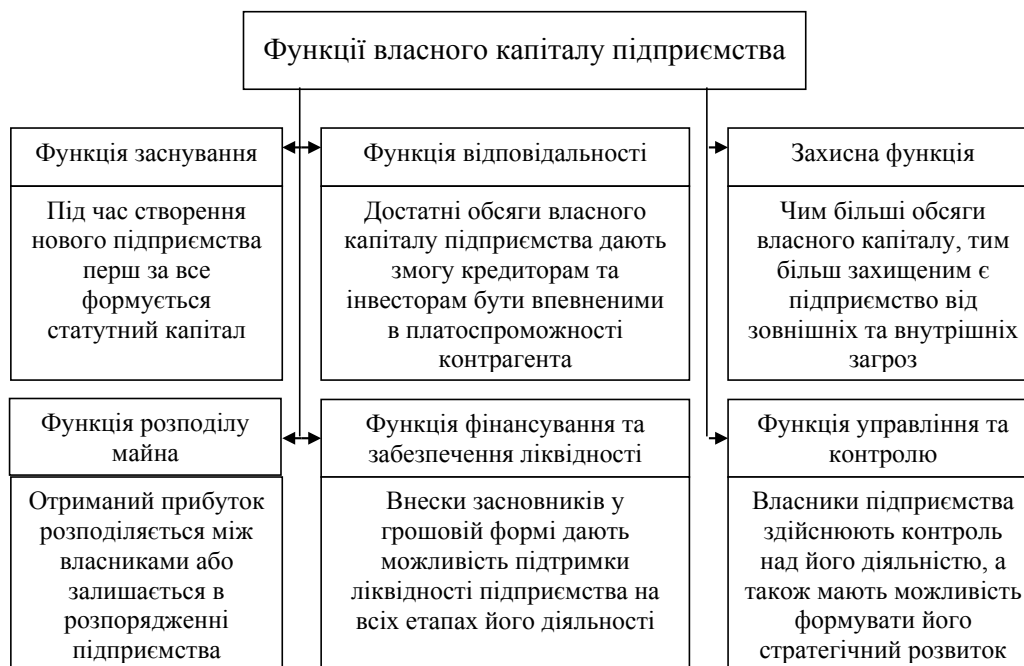 Функції власного капіталу підприємства
Функція заснування
Під час створення
нового підприємства
перш за все
формується
статутний капітал
Функція відповідальності
Достатні обсяги власного
капіталу підприємства дають
змогу кредиторам та
інвесторам бути впевненими
в платоспроможності
контрагента
Захисна функція
Чим більші обсяги
власного капіталу, тим
більш захищеним є
підприємство від
зовнішніх та внутрішніх
загроз
Функція розподілу
майна
Отриманий прибуток
розподіляється між
власниками або
залишається в
розпорядженні
підприємства
Функція фінансування та
забезпечення ліквідності
Внески засновників у
грошовій формі дають
можливість підтримки
ліквідності підприємства на
всіх етапах його діяльності
Функція управління та
контролю
Власники підприємства
здійснюють контроль
над його діяльністю, а
також мають можливість
формувати його
стратегічний розвиток